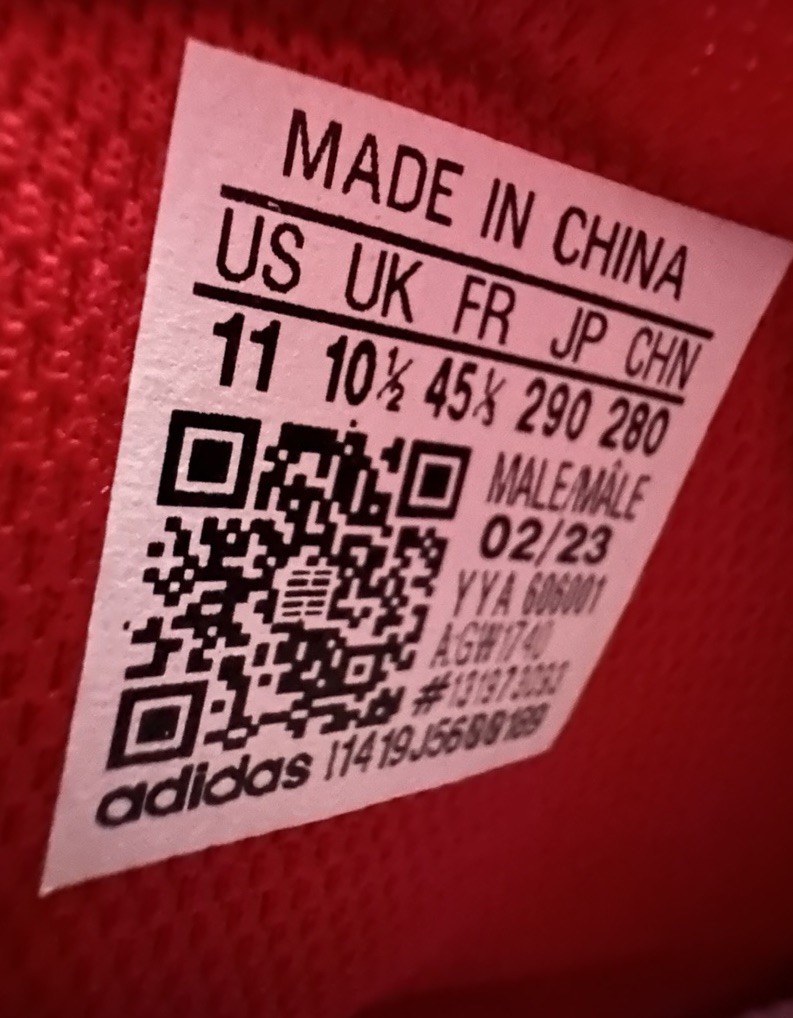 MADE IN CHINA
US UK FR JP CHN
11 10½ 45⅓ 290 280
MALE/MÂLE
02/23
YYA 606001
A:GW1740
adidas